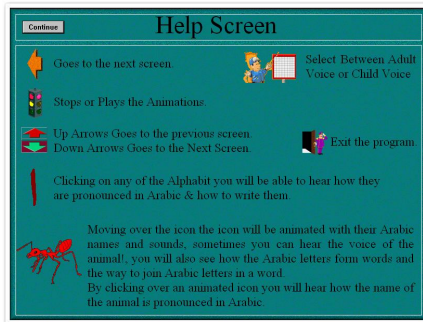 Continue
Help Screen
Goes to the next screen.
Select Between Adult
Voice or Child Voice
Stops or Plays the Animations.
Up Arrows Goes to the previous screen.
Down Arrows Goes to the Next Screen.
Exit the program.
Clicking on any of the Alphabet you will be able to hear how they
are pronounced in Arabic & how to write them.
Moving over the icon the icon will be animated with their Arabic
names and sounds, sometimes you can hear the voice of the
animal!, you will also see how the Arabic letters form words and
the way to join Arabic letters in a word.
By clicking over an animated icon you will hear how the name of
the animal is pronounced in Arabic.